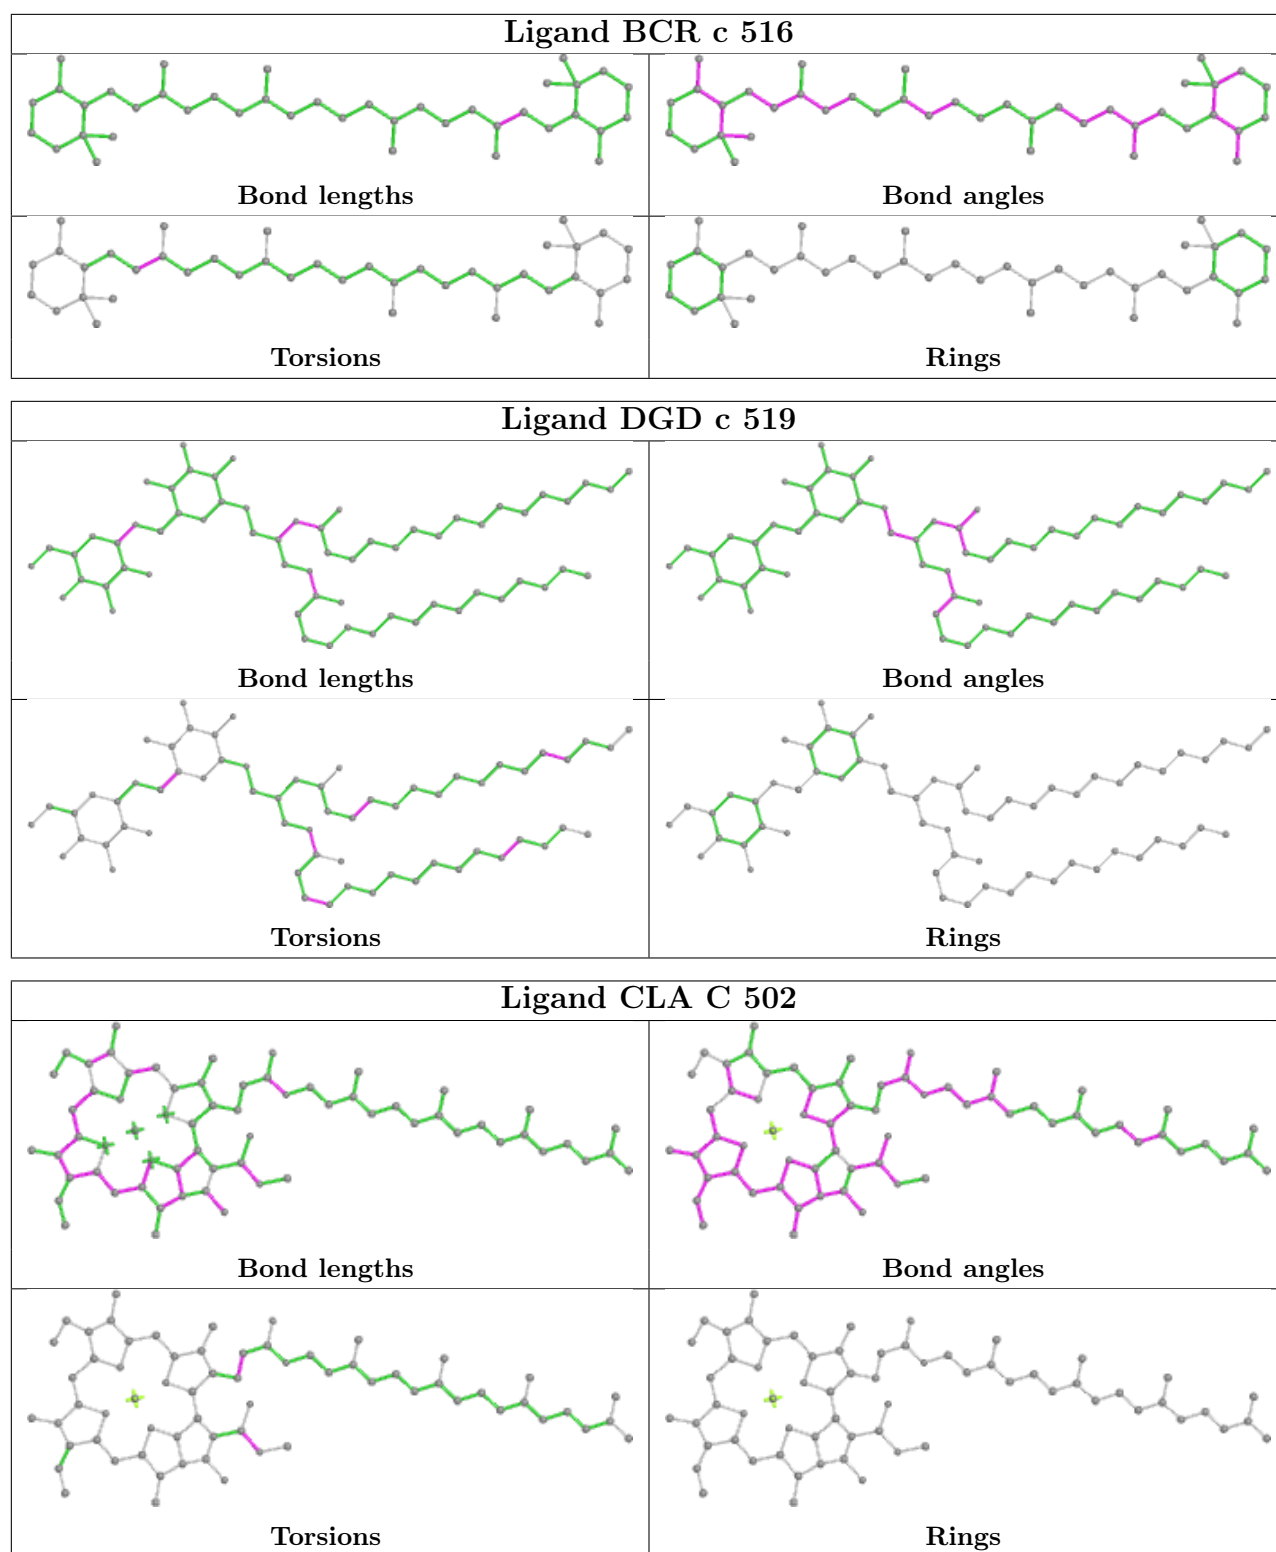 Ligand BCR c 516
Bond lengths
Bond angles
Torsions
Rings
Ligand DGD c 519
Bond lengths
Bond angles
Torsions
Rings
Ligand CLA C 502
Bond lengths
Bond angles
Torsions
Rings